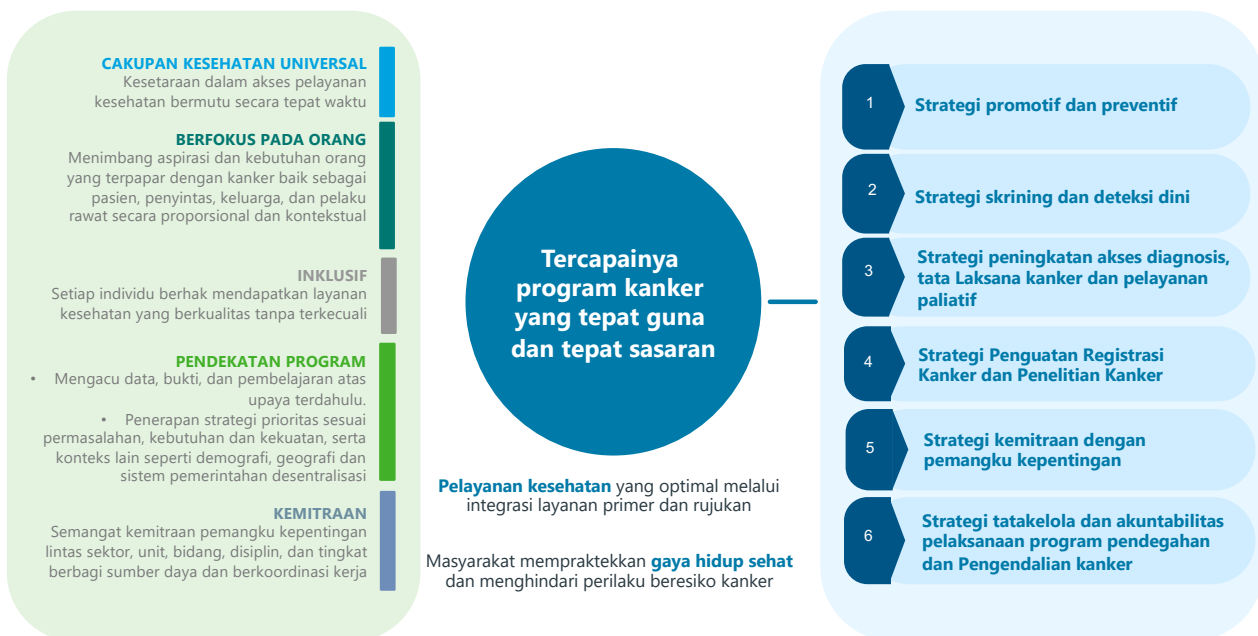 CAKUPAN KESEHATAN UNIVERSAL
Kesetaraan dalam akses pelayanan
kesehatan bermutu secara tepat waktu
BERFOKUS PADA ORANG
Menimbang aspirasi dan kebutuhan orang
yang terpapar dengan kanker baik sebagai
pasien, penyintas, keluarga, dan pelaku
rawat secara proporsional dan kontekstual
INKLUSIF
Setiap individu berhak mendapatkan layanan
kesehatan yang berkualitas tanpa terkecuali
PENDEKATAN PROGRAM
• Mengacu data, bukti, dan pembelajaran atas
upaya terdahulu.
• Penerapan strategi prioritas sesuai
permasalahan, kebutuhan dan kekuatan, serta
konteks lain seperti demografi, geografi dan
sistem pemerintahan desentralisasi
KEMITRAAN
Semangat kemitraan pemangku kepentingan
lintas sektor, unit, bidang, disiplin, dan tingkat
berbagi sumber daya dan berkoordinasi kerja
Tercapainya
program kanker
yang tepat guna
dan tepat sasaran
Pelayanan kesehatan yang optimal melalui
integrasi layanan primer dan rujukan
Masyarakat mempraktekkan gaya hidup sehat
dan menghindari perilaku beresiko kanker
1
Strategi promotif dan preventif
2
Strategi skrining dan deteksi dini
3
Strategi peningkatan akses diagnosis,
tata Laksana kanker dan pelayanan
paliatif
4
Strategi Penguatan Registrasi
Kanker dan Penelitian Kanker
5
Strategi kemitraan dengan
pemangku kepentingan
6
Strategi tatakelola dan akuntabilitas
pelaksanaan program pendegahan
dan Pengendalian kanker